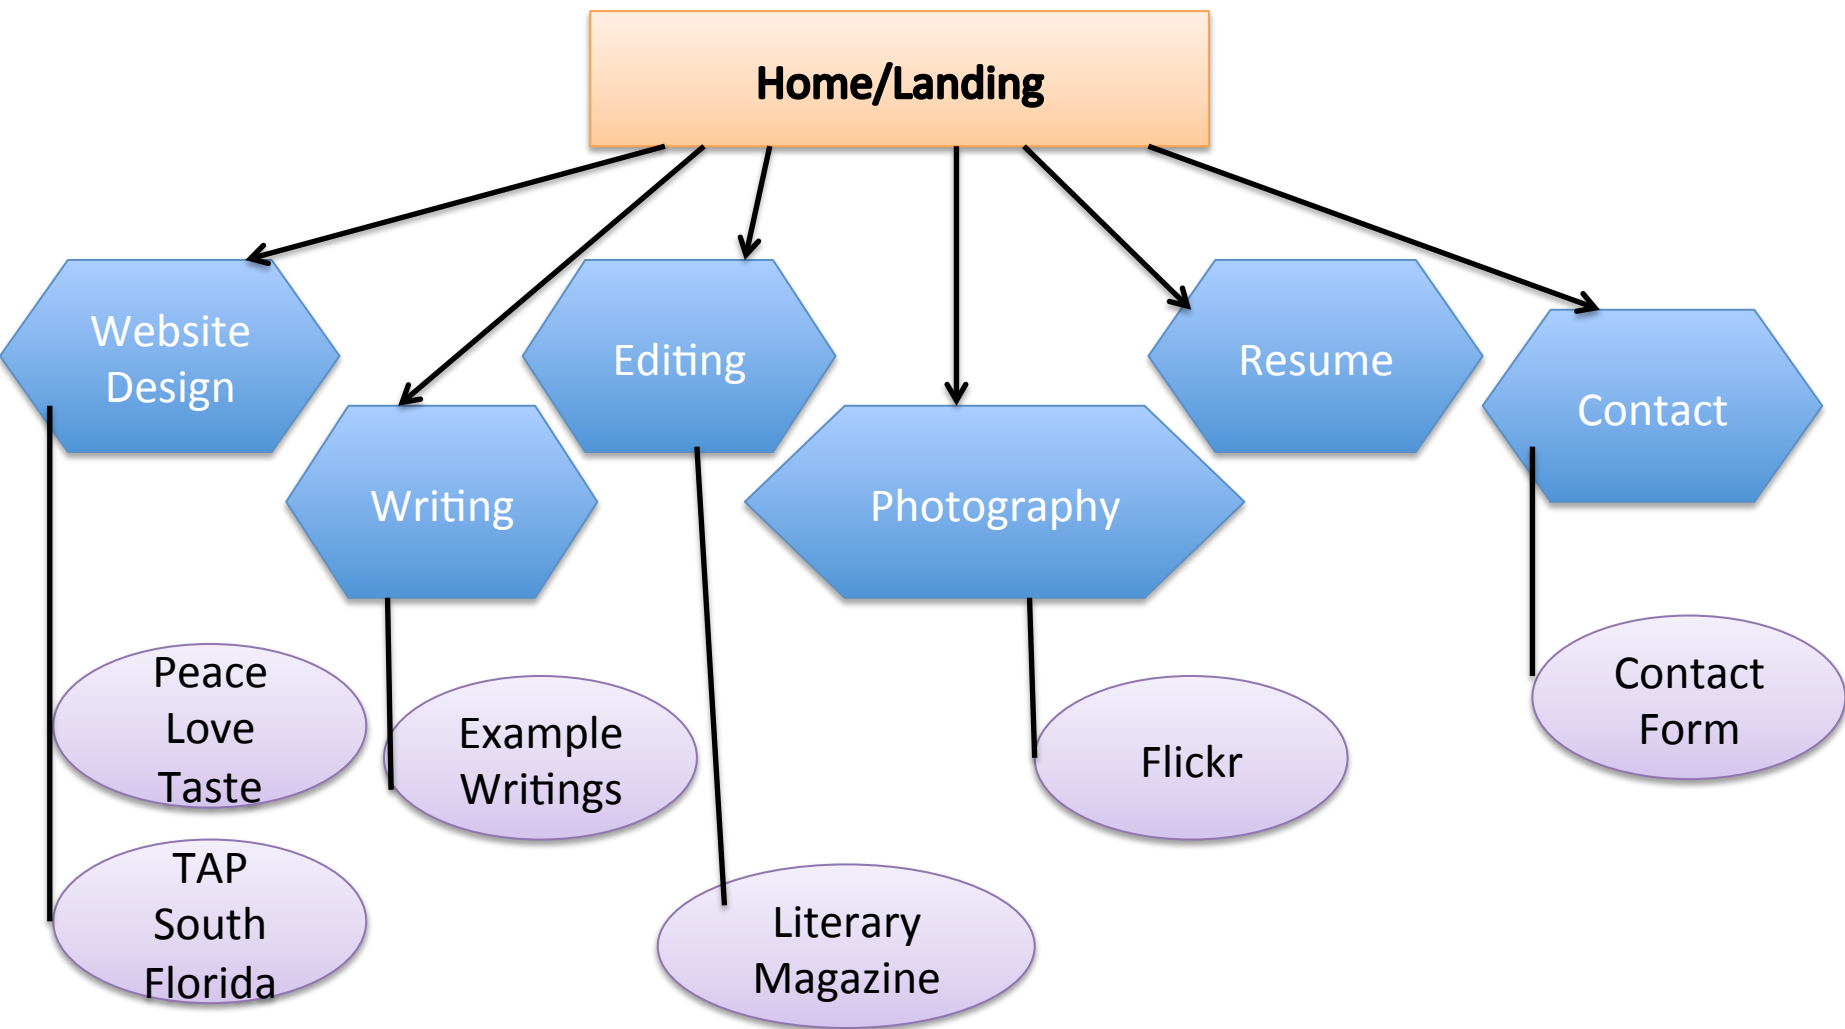 Home/Landing
Website
Design
Editing
Resume
Contact
Writing
Photography
Peace
Love
Taste
Example
Writings
Flickr
Contact
Form
TAP
South
Florida
Literary
Magazine